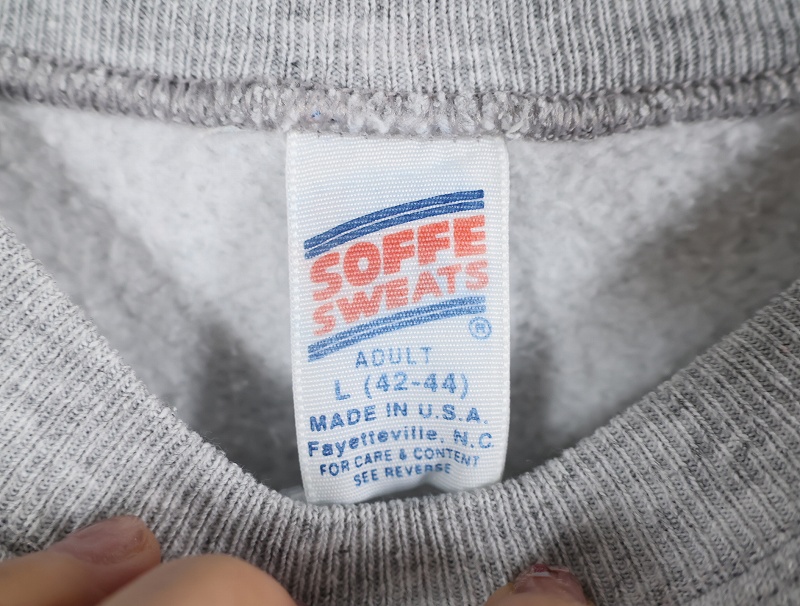 SOFFE
SWEATS
®
ADULT
L (42-44)
MADE IN U.S.A.
Fayetteville, N.C
FOR CARE & CONTENT
SEE REVERSE